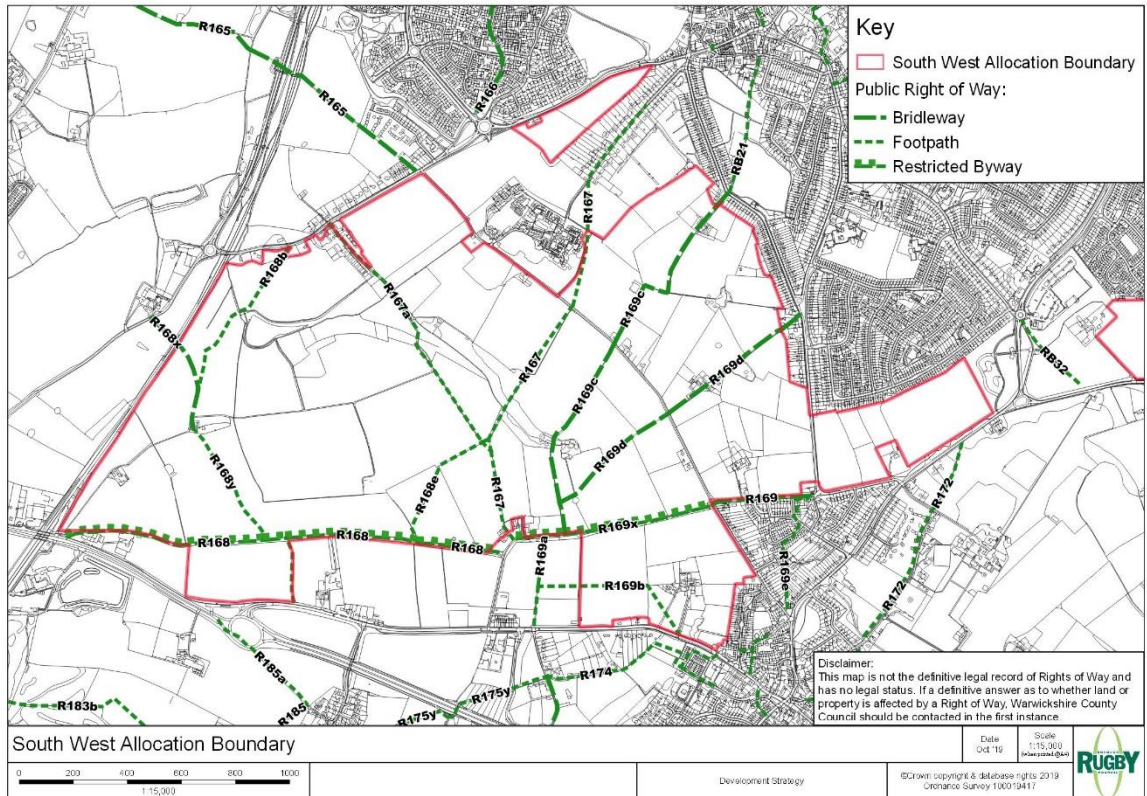 Key
South West Allocation Boundary
Public Right of Way:
Bridleway
Footpath
Restricted Byway
R165
R165
R166
RB21
R167
R168b
R167a
R169c
R168x
R167
R169c
R169d
RB32
R169d
R168y
R168e
R167
R169
R172
R169x
R168
R168
R168
R169a
R169b
R169e
R172
R185a
R174
R175y
R183b
R185
R175y
Disclaimer:
This map is not the definitive legal record of Rights of Way and
has no legal status. If a definitive answer as to whether land or
property is affected by a Right of Way, Warwickshire County
Council should be contacted in the first instance.
South West Allocation Boundary
Date
Oct '19
Scale
1:15,000
(when printed @A4)
0 200 400 600 800 1000
1:15,000
Development Strategy
©Crown copyright & database rights 2019
Ordnance Survey 100019417
RUGBY